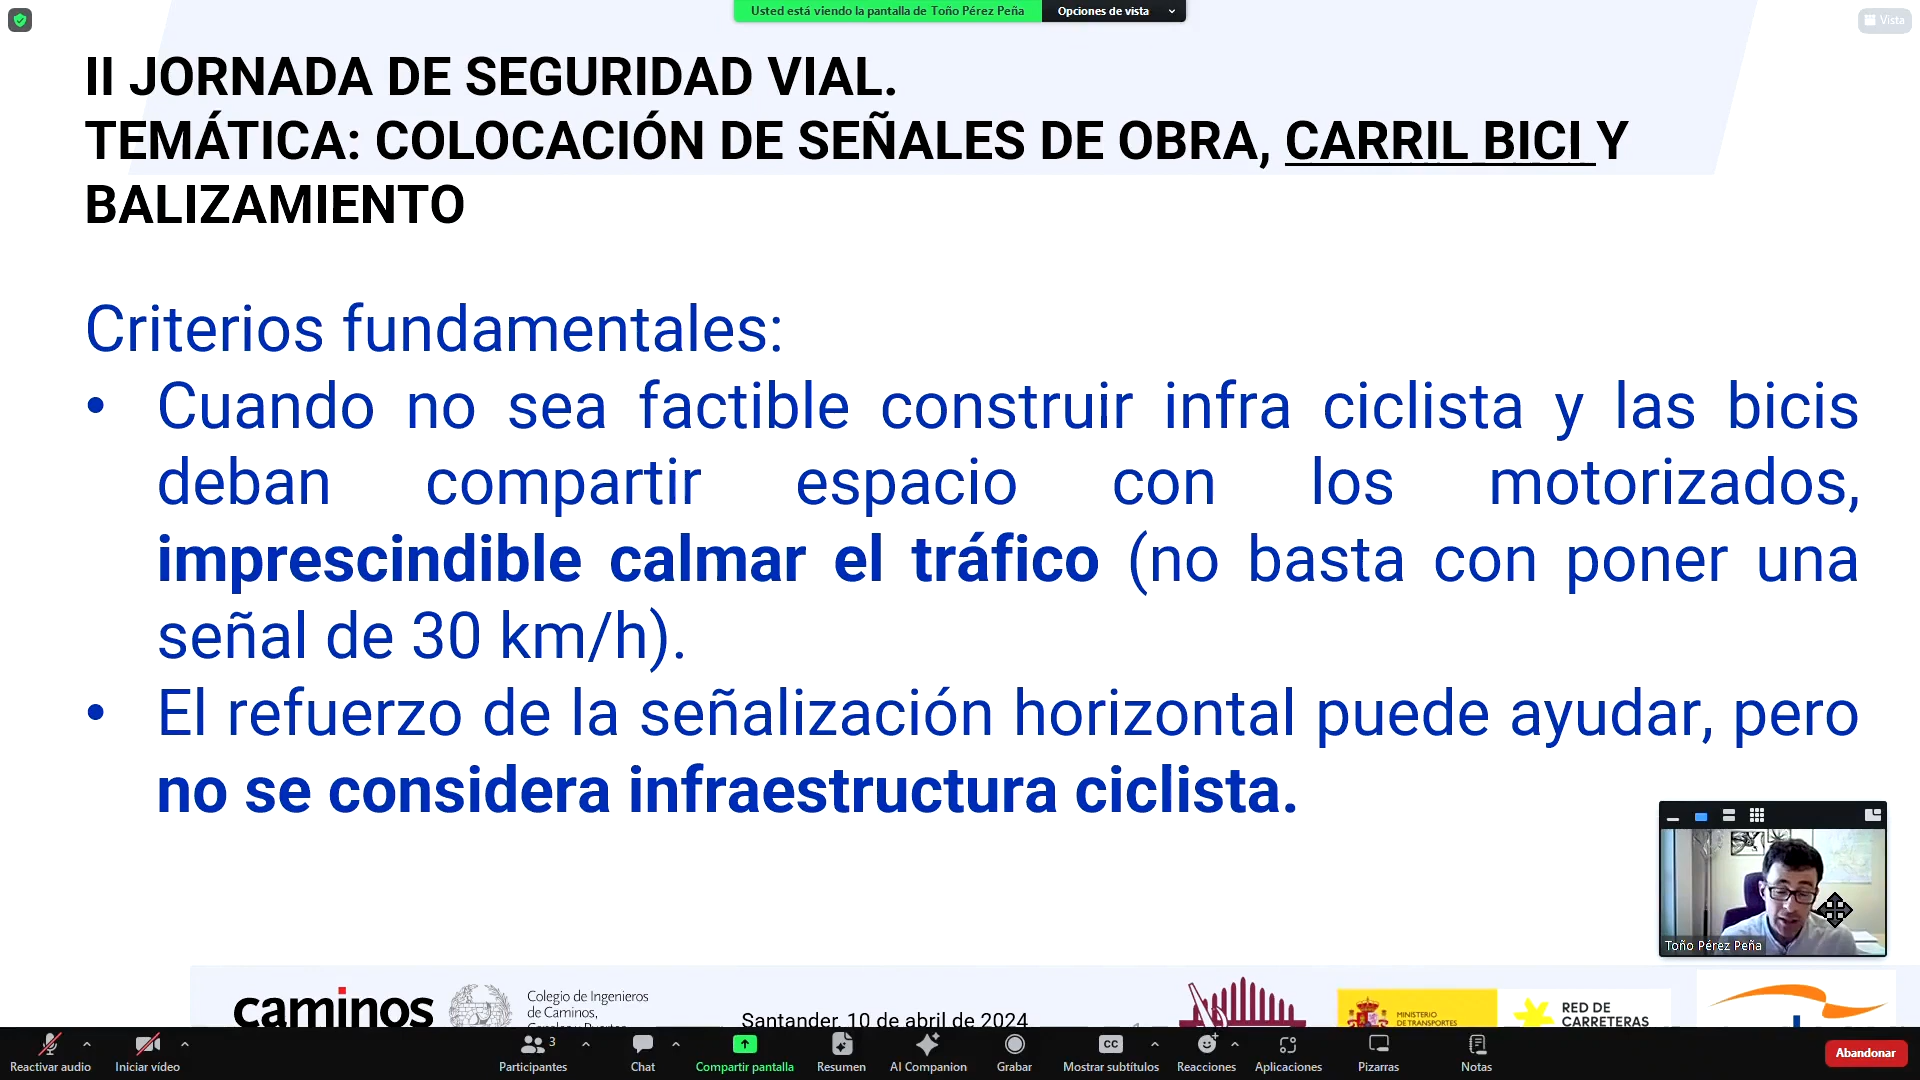 Usted está viendo la pantalla de Toño Pérez Peña
Opciones de vista
Vista
II JORNADA DE SEGURIDAD VIAL.
TEMÁTICA: COLOCACIÓN DE SEÑALES DE OBRA, CARRIL BICI Y
BALIZAMIENTO
Criterios fundamentales:
• Cuando no sea factible construir infra ciclista y las bicis
deban compartir espacio con los motorizados,
imprescindible calmar el tráfico (no basta con poner una
señal de 30 km/h).
• El refuerzo de la señalización horizontal puede ayudar, pero
no se considera infraestructura ciclista.
Toño Pérez Peña
caminos
Colegio de Ingenieros
de Caminos,
Santander, 10 de abril de 2024
MINISTERIO
DE TRANSPORTES
RED DE
CARRETERAS
Reactivar audio
Iniciar vídeo
Participantes
3
Chat
Compartir pantalla
Resumen
AI Companion
Grabar
CC
Mostrar subtítulos
Reacciones
Aplicaciones
Pizarras
Notas
Abandonar